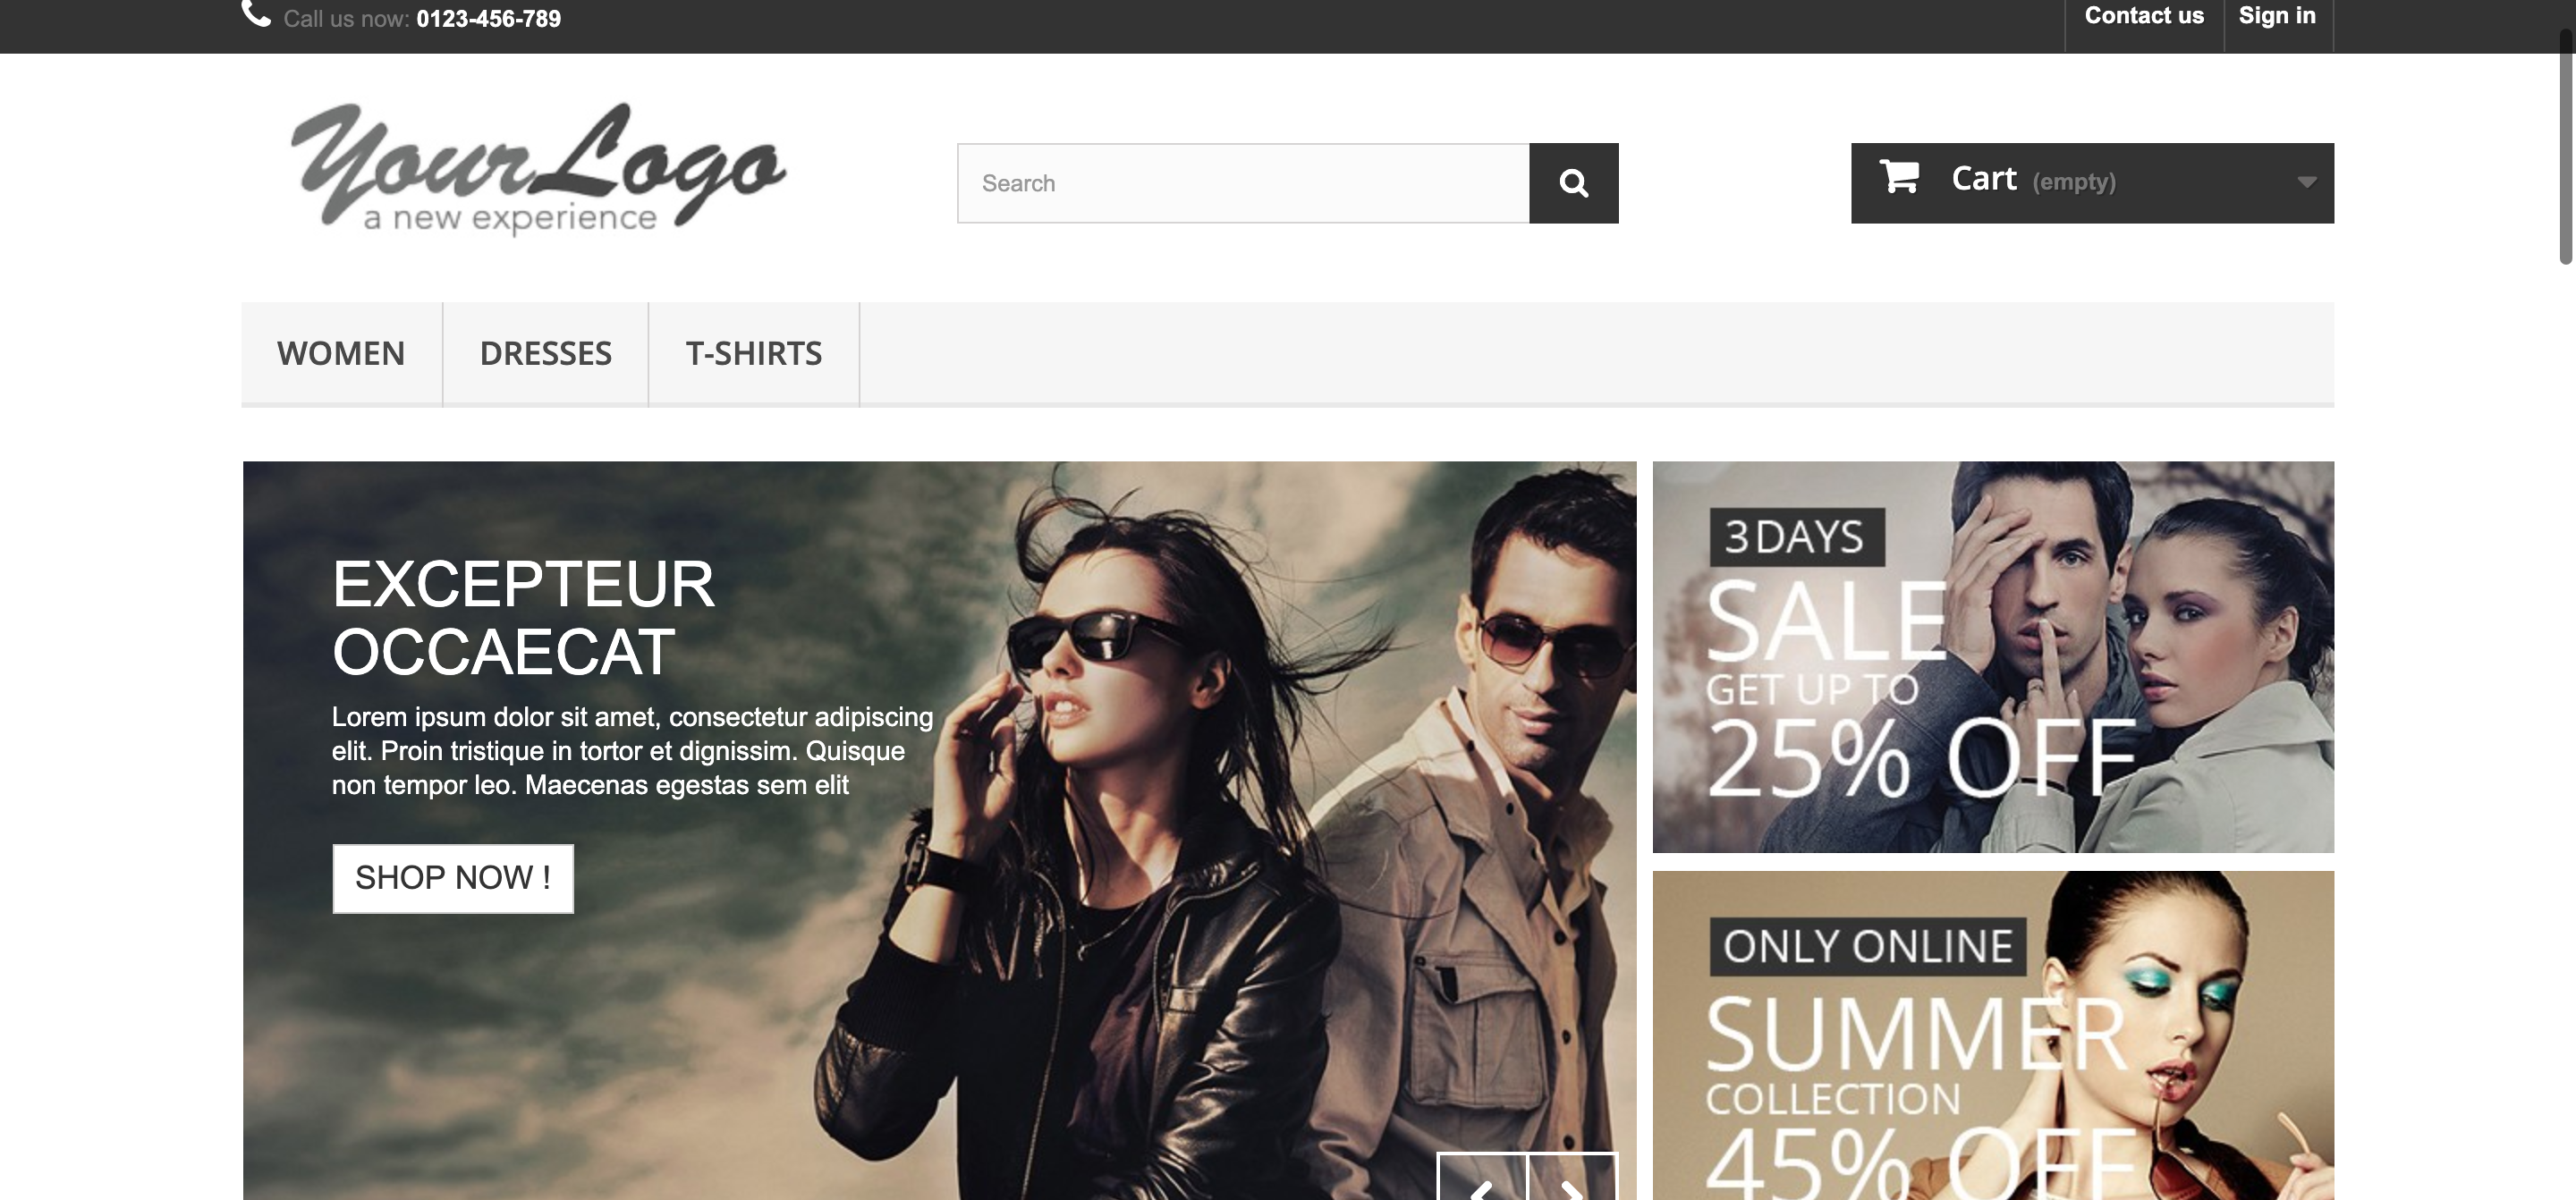 Call us now: 0123-456-789
Contact us
Sign in
YourLogo
a new experience
Search
Cart (empty)
WOMEN
DRESSES
T-SHIRTS
EXCEPTEUR
OCCAECAT
Lorem ipsum dolor sit amet, consectetur adipiscing
elit. Proin tristique in tortor et dignissim. Quisque
non tempor leo. Maecenas egestas sem elit
SHOP NOW !
3 DAYS
SALE
GET UP TO
25% OFF
ONLY ONLINE
SUMMER
COLLECTION
45% OFF